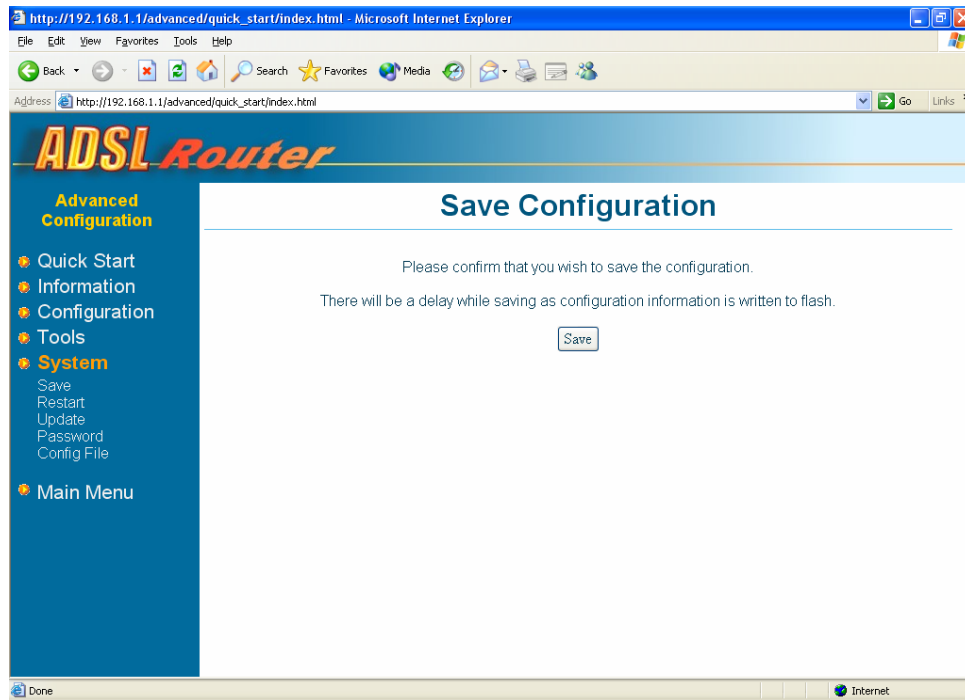 http://192.168.1.1/advanced/quick_start/index.html - Microsoft Internet Explorer
File Edit View Favorites Tools Help
Back Search Favorites Media
Address http://192.168.1.1/advanced/quick_start/index.html Go Links
ADSL Router
Advanced
Configuration
Quick Start
Information
Configuration
Tools
System
Save
Restart
Update
Password
Config File
Main Menu
Save Configuration
Please confirm that you wish to save the configuration.
There will be a delay while saving as configuration information is written to flash.
Save
Done Internet